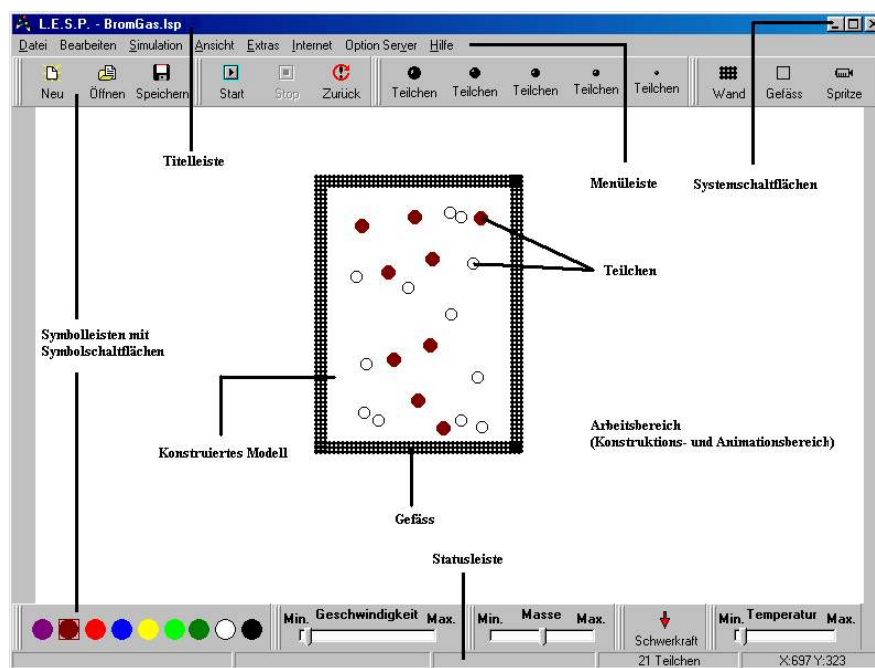 L.E.S.P. - BromGas.lsp
Datei Bearbeiten Simulation Ansicht Extras Internet Option Server Hilfe
Neu Öffnen Speichern Start Stop Zurück Teilchen Teilchen Teilchen Teilchen Teilchen Wand Gefäss Spritze
Titelleiste
Menüleiste
Systemschaltflächen
Teilchen
Symbolleisten mit
Symbolschaltflächen
Arbeitsbereich
(Konstruktions- und Animationsbereich)
Konstruiertes Modell
Gefäss
Statusleiste
Min. Geschwindigkeit Max. Min. Masse Max. Min. Temperatur Max.
Schwerkraft
21 Teilchen X:697 Y:323